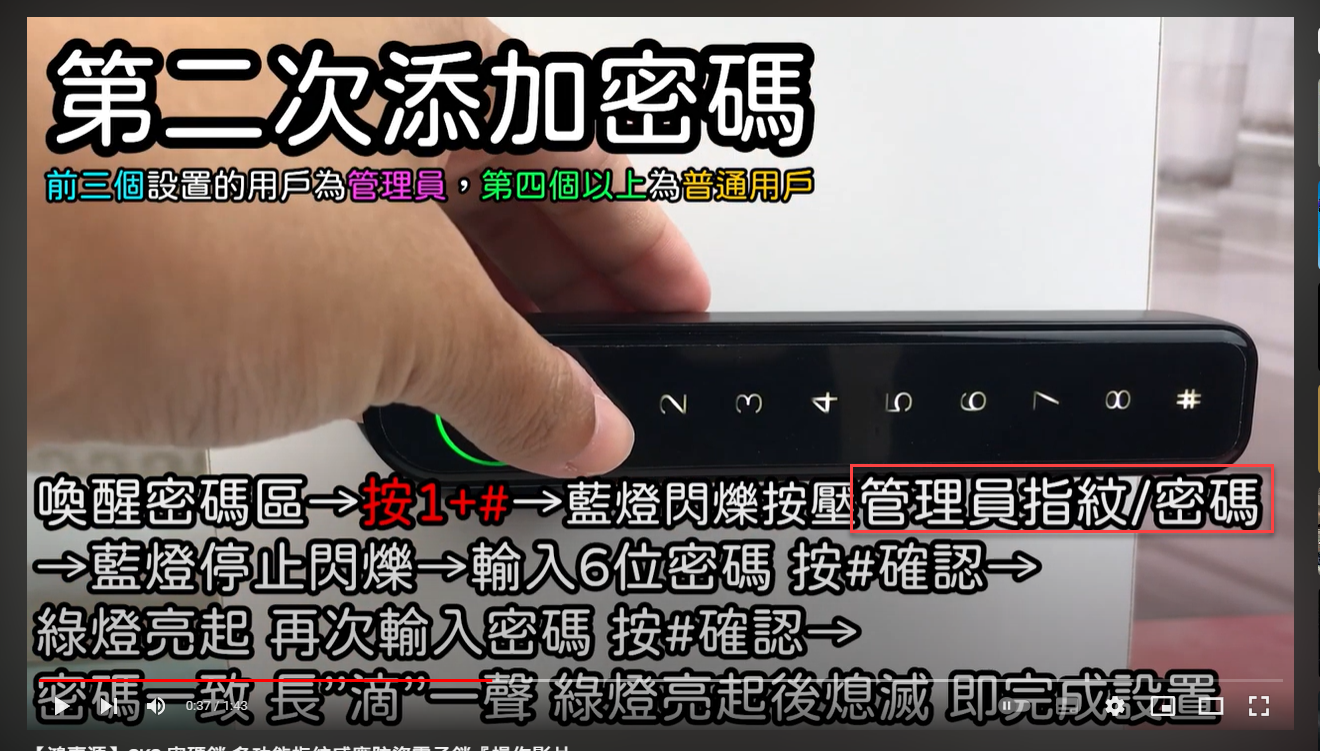 第二次添加密碼
前三個設置的用戶為管理員，第四個以上為普通用戶
2 3 4 5 6 7 8 #
喚醒密碼區→按1+#→藍燈閃爍按壓管理員指紋/密碼
→藍燈停止閃爍→輸入6位密碼 按#確認→
綠燈亮起 再次輸入密碼 按#確認→
密碼一致 長”滴”一聲 綠燈亮起後熄滅 即完成設置
0:37 / 1:43